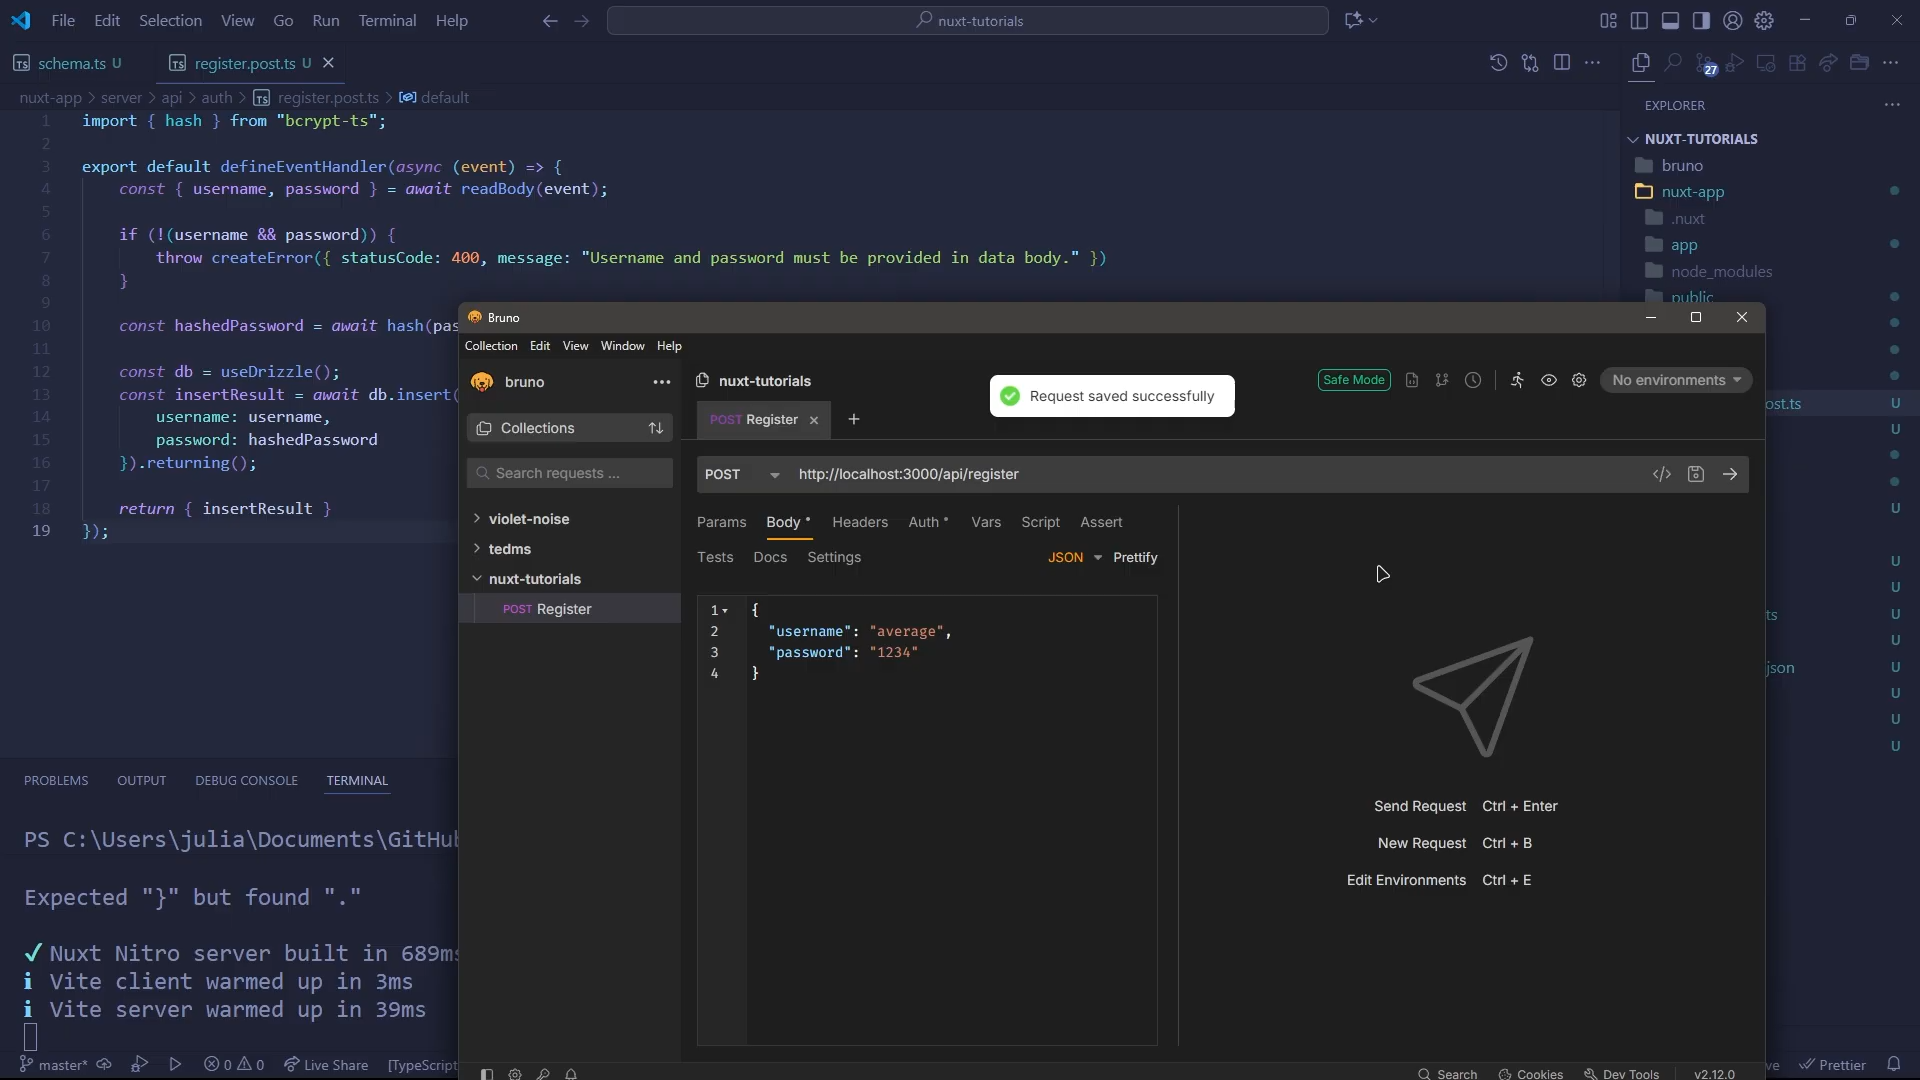 File Edit Selection View Go Run Terminal Help
nuxt-tutorials
TS schema.ts U
TS register.post.ts U
27
nuxt-app > server > api > auth > TS register.post.ts > default
EXPLORER
NUXT-TUTORIALS
bruno
nuxt-app
.nuxt
app
node_modules
public
ost.ts U
U
U
U
U
ts U
U
json U
U
U
U
1 import { hash } from "bcrypt-ts";
2
3 export default defineEventHandler(async (event) => {
4 const { username, password } = await readBody(event);
5
6 if (!(username && password)) {
7 throw createError({ statusCode: 400, message: "Username and password must be provided in data body." })
8 }
9
10 const hashedPassword = await hash(pas
11
12 const db = useDrizzle();
13 const insertResult = await db.insert(
14 username: username,
15 password: hashedPassword
16 }).returning();
17
18 return { insertResult }
19 });
PROBLEMS OUTPUT DEBUG CONSOLE TERMINAL
PS C:\Users\julia\Documents\GitHub
Expected "}" but found "."
✓ Nuxt Nitro server built in 689ms
i Vite client warmed up in 3ms
i Vite server warmed up in 39ms
master* 0 0 Live Share [TypeScript
ve Prettier
Bruno
Collection Edit View Window Help
bruno
Collections
Search requests ...
violet-noise
tedms
nuxt-tutorials
POST Register
nuxt-tutorials
Request saved successfully
Safe Mode
No environments
POST Register
POST http://localhost:3000/api/register
Params Body Headers Auth Vars Script Assert
Tests Docs Settings JSON Prettify
1 {
2 "username": "average",
3 "password": "1234"
4 }
Send Request Ctrl + Enter
New Request Ctrl + B
Edit Environments Ctrl + E
Search Cookies Dev Tools v2.12.0